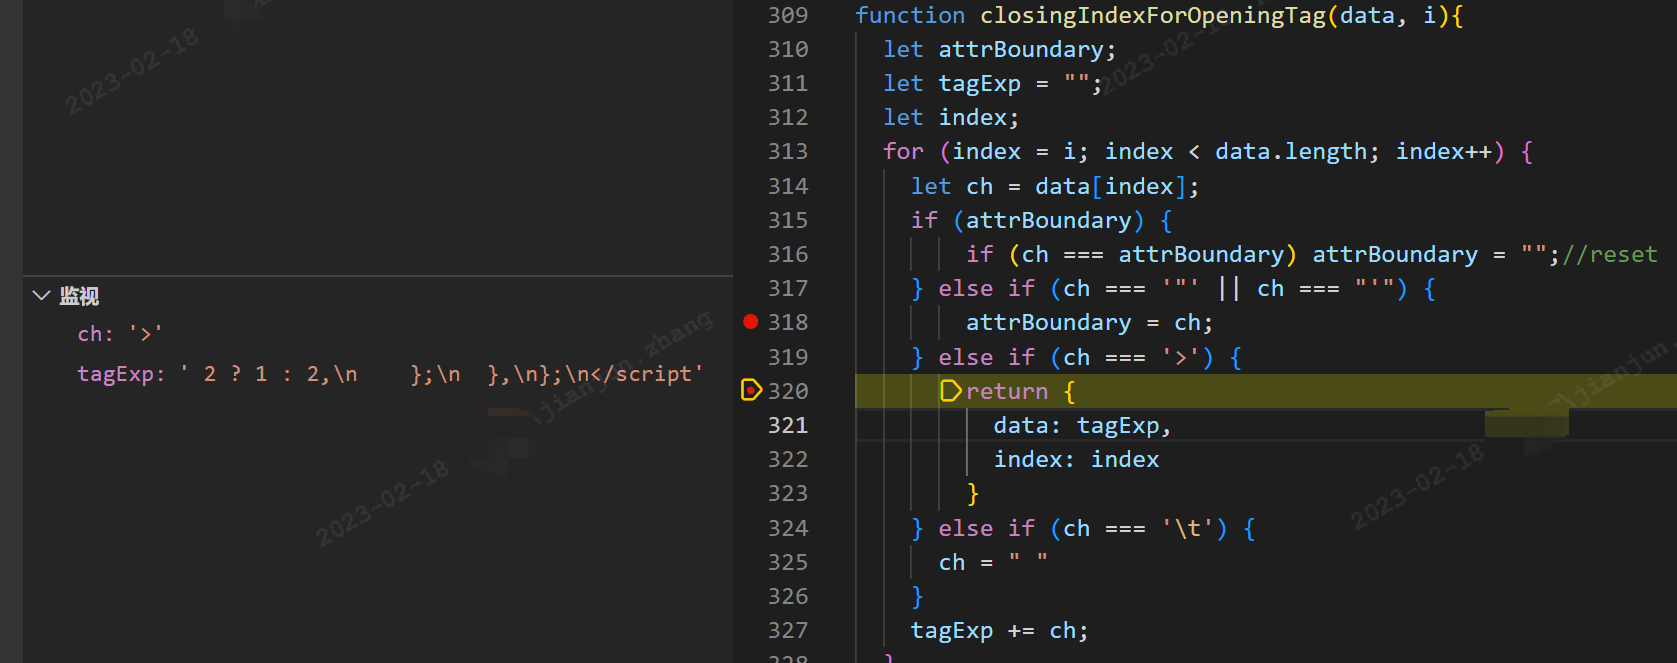 监视
ch: '>'
tagExp: ' 2 ? 1 : 2,\n    };\n  },\n};\n</script'
309 function closingIndexForOpeningTag(data, i){
310   let attrBoundary;
311   let tagExp = "";
312   let index;
313   for (index = i; index < data.length; index++) {
314     let ch = data[index];
315     if (attrBoundary) {
316         if (ch === attrBoundary) attrBoundary = "";//reset
317     } else if (ch === '"' || ch === "'") {
318         attrBoundary = ch;
319     } else if (ch === '>') {
320         return {
321           data: tagExp,
322           index: index
323         }
324     } else if (ch === '\t') {
325       ch = " "
326     }
327     tagExp += ch;
2023-02-18
2023-02-18
\jianjun.zhang
2023-02-18
\jianjun.
2023-02-18